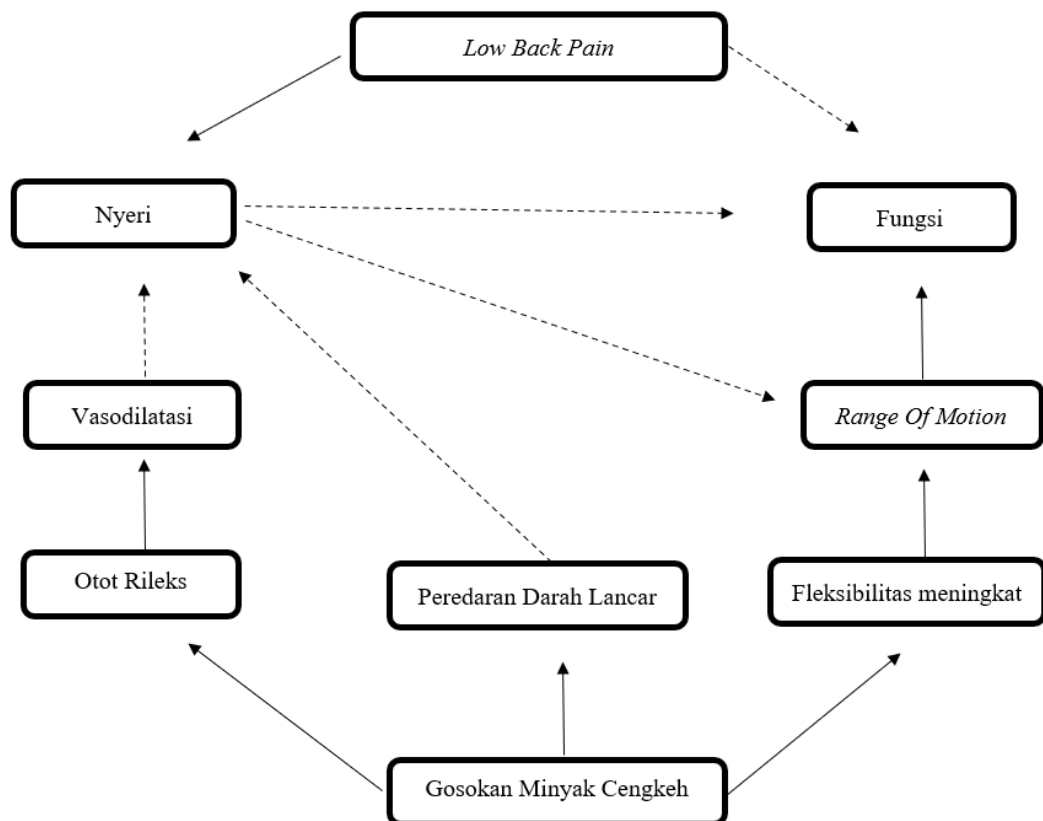 Low Back Pain
Nyeri
Fungsi
Vasodilatasi
Range Of Motion
Otot Rileks
Peredaran Darah Lancar
Fleksibilitas meningkat
Gosokan Minyak Cengkeh